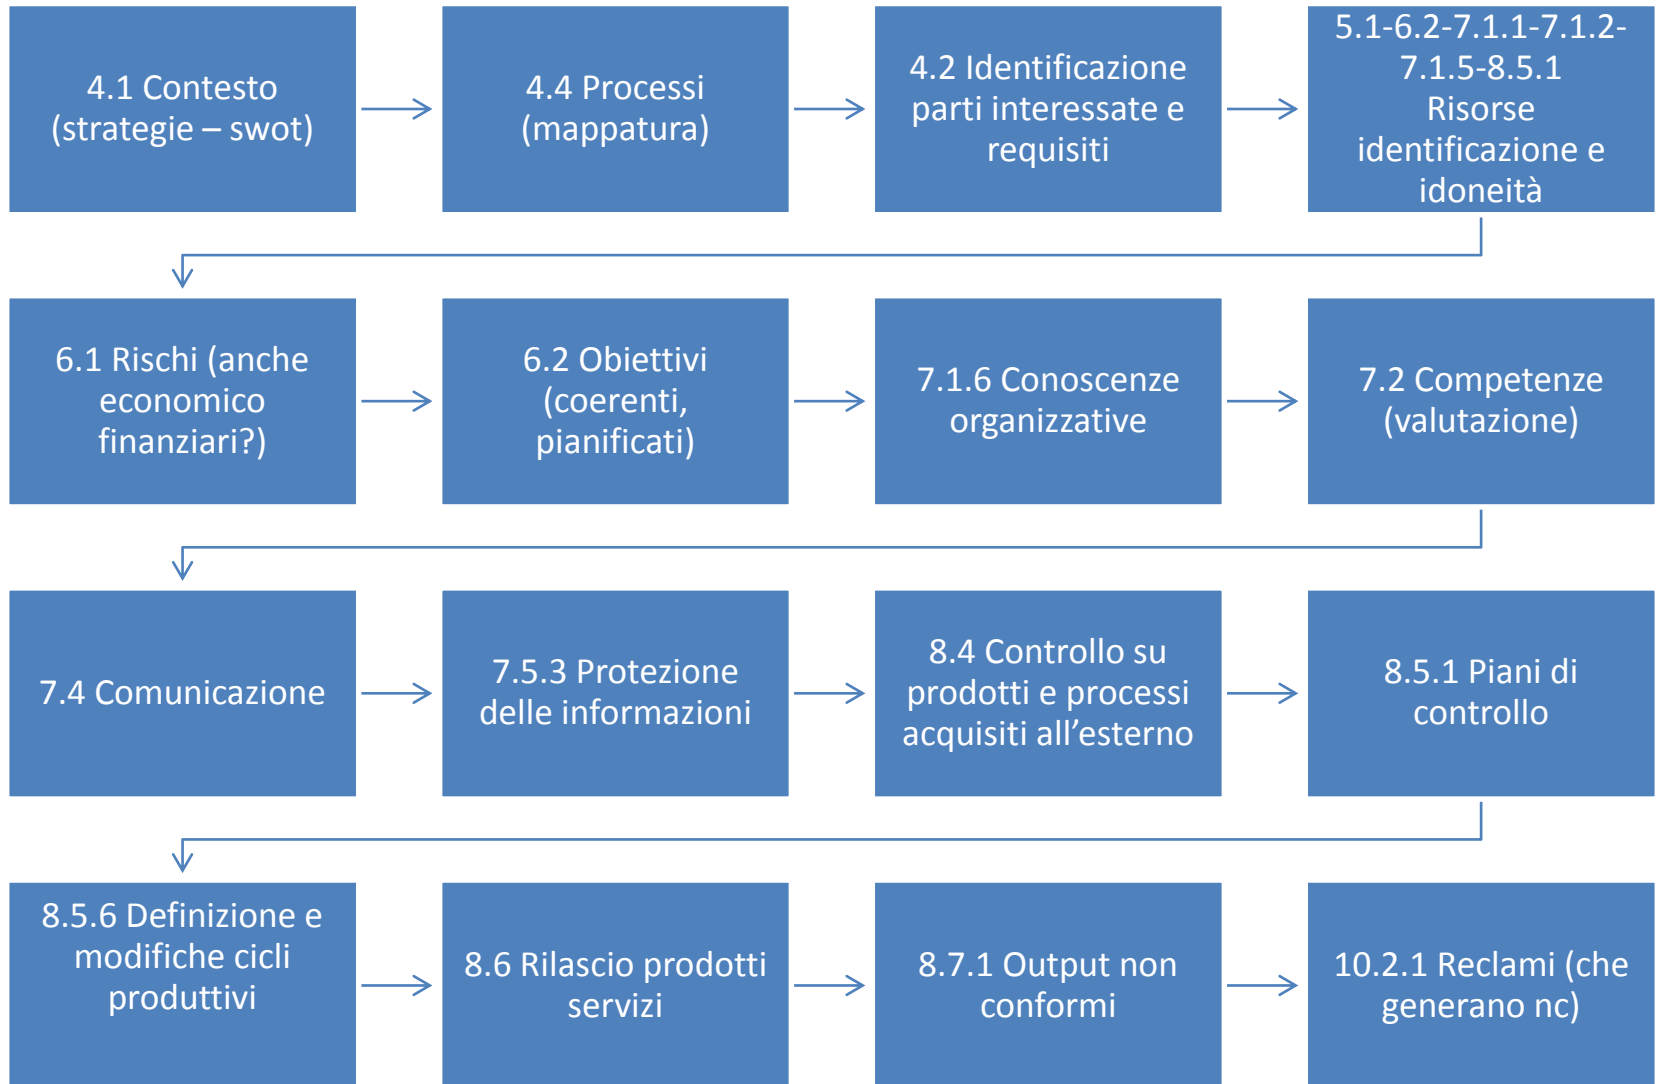 4.1 Contesto
(strategie – swot)
4.4 Processi
(mappatura)
4.2 Identificazione
parti interessate e
requisiti
5.1-6.2-7.1.1-7.1.2-
7.1.5-8.5.1
Risorse
identificazione e
idoneità
6.1 Rischi (anche
economico
finanziari?)
6.2 Obiettivi
(coerenti,
pianificati)
7.1.6 Conoscenze
organizzative
7.2 Competenze
(valutazione)
7.4 Comunicazione
7.5.3 Protezione
delle informazioni
8.4 Controllo su
prodotti e processi
acquisiti all’esterno
8.5.1 Piani di
controllo
8.5.6 Definizione e
modifiche cicli
produttivi
8.6 Rilascio prodotti
servizi
8.7.1 Output non
conformi
10.2.1 Reclami (che
generano nc)